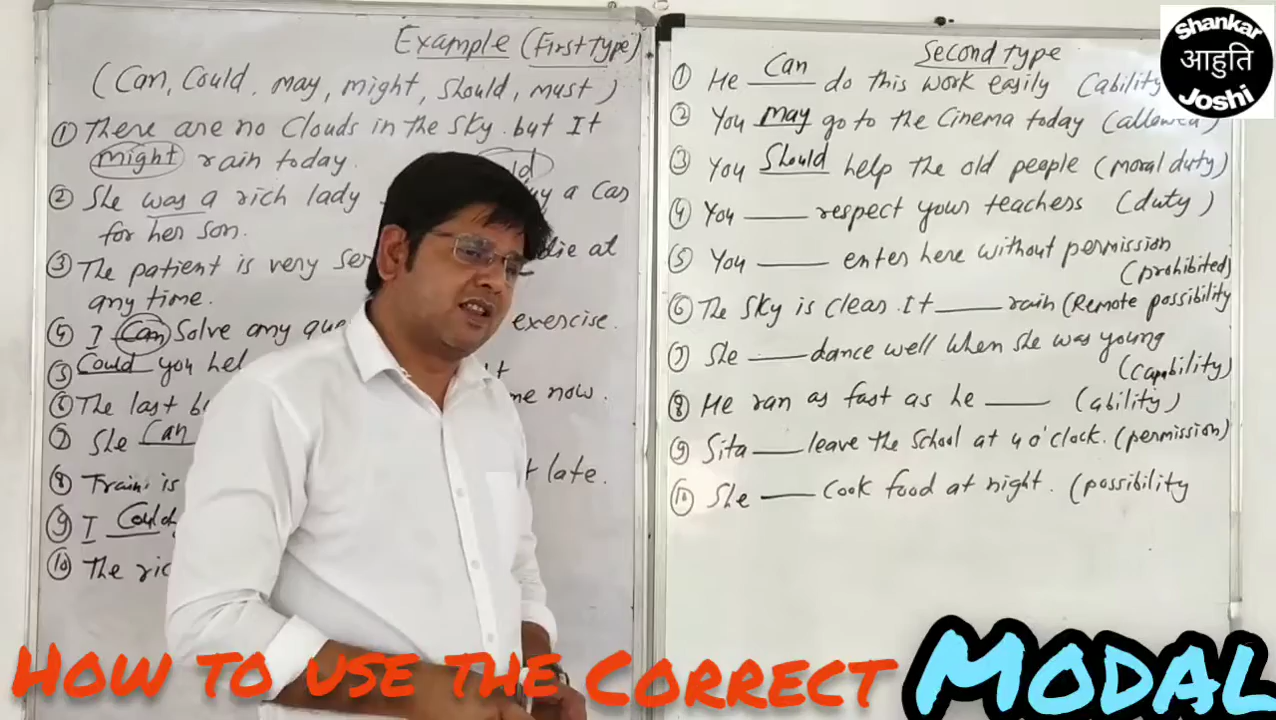 Example (First type)
(Can, Could, may, might, should, must)
① There are no Clouds in the sky but It
might rain today.
② She was a rich lady
y a Car
for her son.
③ The patient is very
die at
any time.
I Can Solve any
exercise.
⑤ Could you
⑥ The last
me now.
⑦ She Can
⑧ Train is
late.
⑨ I Could
⑩ The
Second type
① He Can do this work easily (ability
② You may go to the Cinema today (allowed)
③ You Should help the old people (moral duty)
④ You ____ respect your teachers (duty)
⑤ You ____ enter here without permission
(prohibited)
⑥ The sky is clear. It ____ rain (Remote possibility
⑦ She ____ dance well when she was young
(capability)
⑧ He ran as fast as he ____ (ability)
⑨ Sita ____ leave the School at 4 o'clock. (permission)
⑩ She ____ Cook food at night. (possibility
Shankar
आहुति
Joshi
How to use the Correct Modal